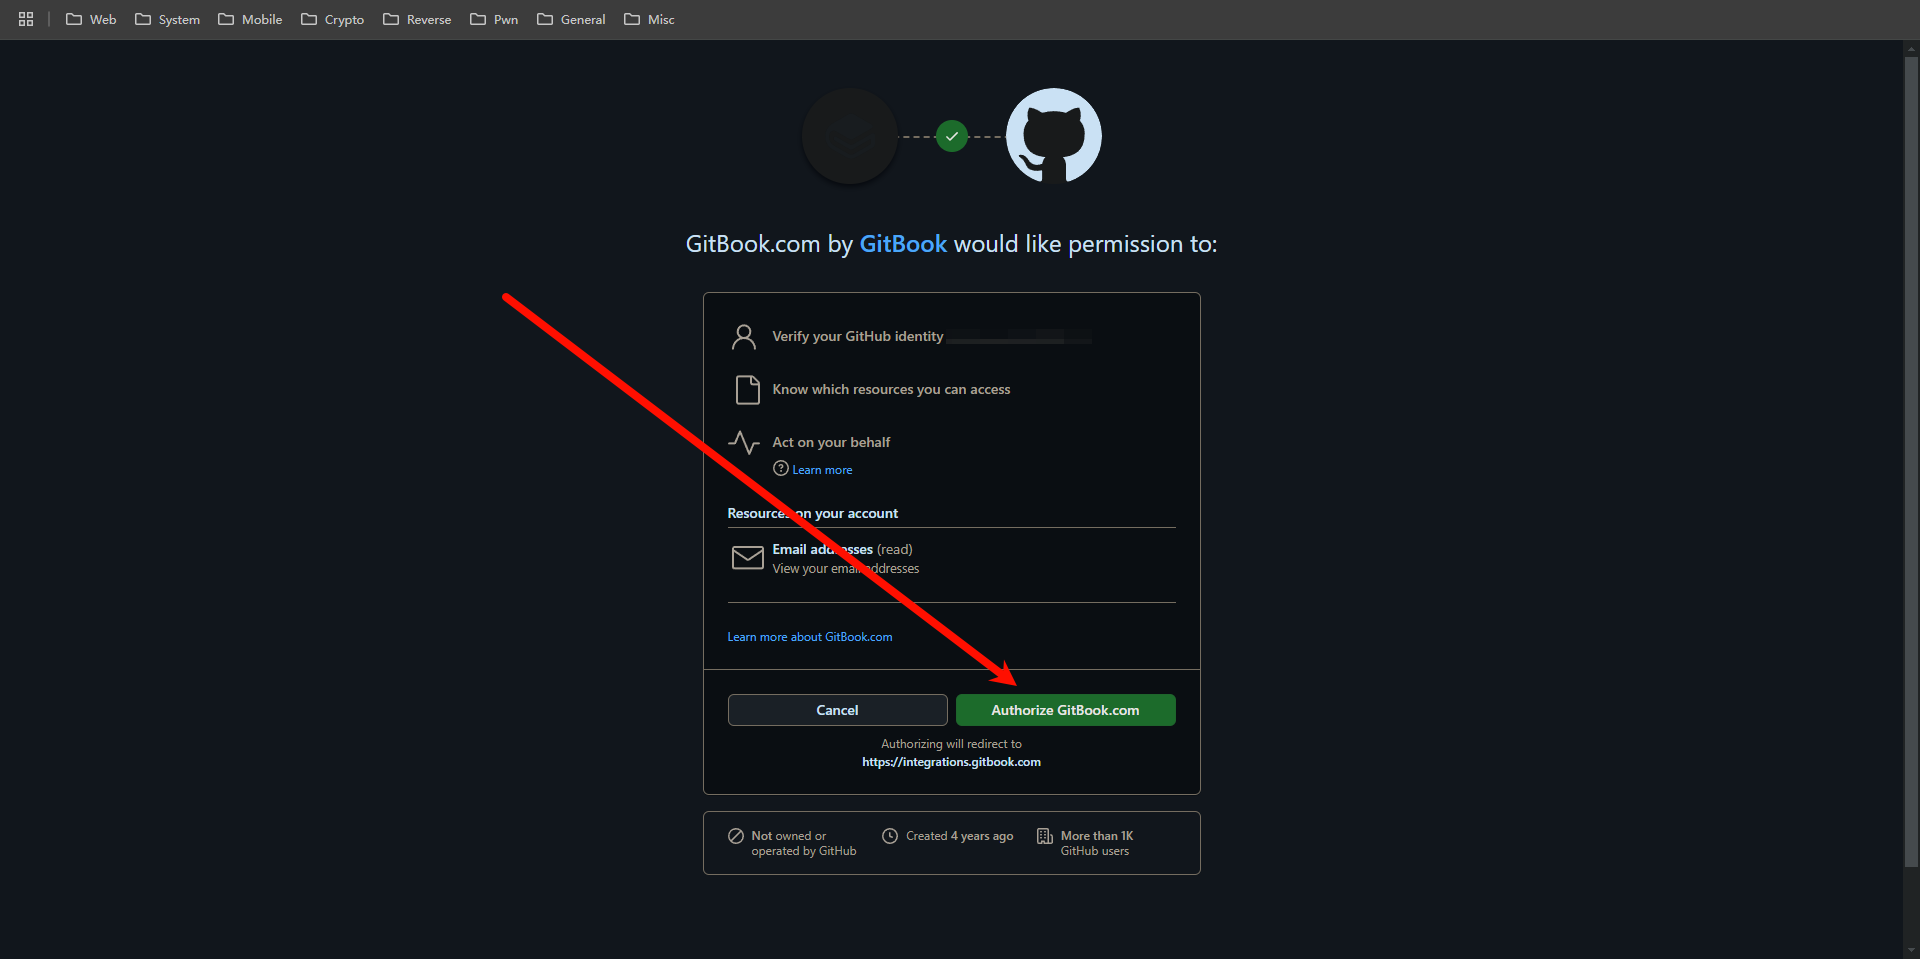 Web
System
Mobile
Crypto
Reverse
Pwn
General
Misc
GitBook.com by GitBook would like permission to:
Verify your GitHub identity
Know which resources you can access
Act on your behalf
Learn more
Resources on your account
Email addresses (read)
View your email addresses
Learn more about GitBook.com
Cancel
Authorize GitBook.com
Authorizing will redirect to
https://integrations.gitbook.com
Not owned or
operated by GitHub
Created 4 years ago
More than 1K
GitHub users